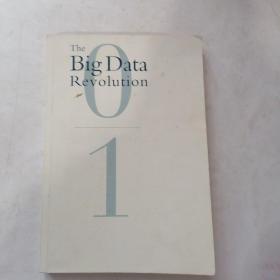 The
Big Data
0
Revolution
1